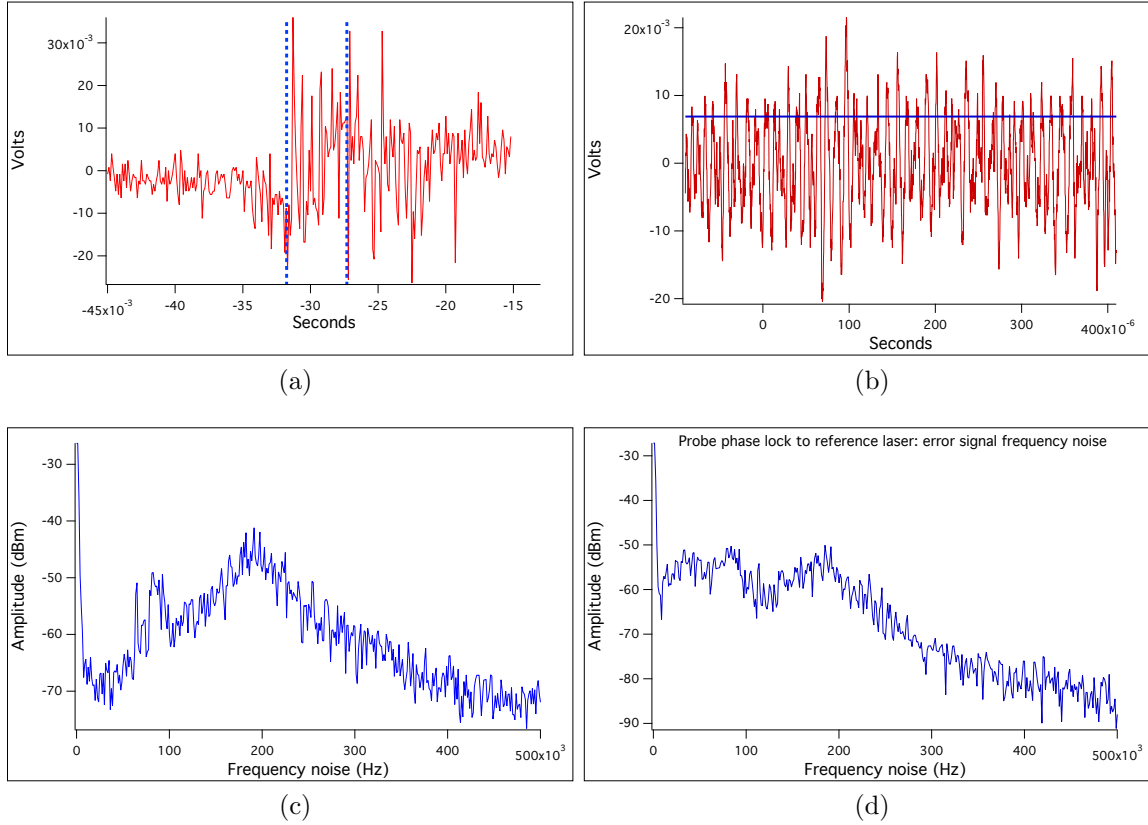 Volts
30x10⁻³
20
10
0
-10
-20
-45x10⁻³
-40
-35
-30
-25
-20
-15
Seconds
(a)
Volts
20x10⁻³
10
0
-10
-20
0
100
200
300
400x10⁻⁶
Seconds
(b)
Amplitude (dBm)
-30
-40
-50
-60
-70
0
100
200
300
400
500x10³
Frequency noise (Hz)
(c)
Probe phase lock to reference laser: error signal frequency noise
Amplitude (dBm)
-30
-40
-50
-60
-70
-80
-90
0
100
200
300
400
500x10³
Frequency noise (Hz)
(d)